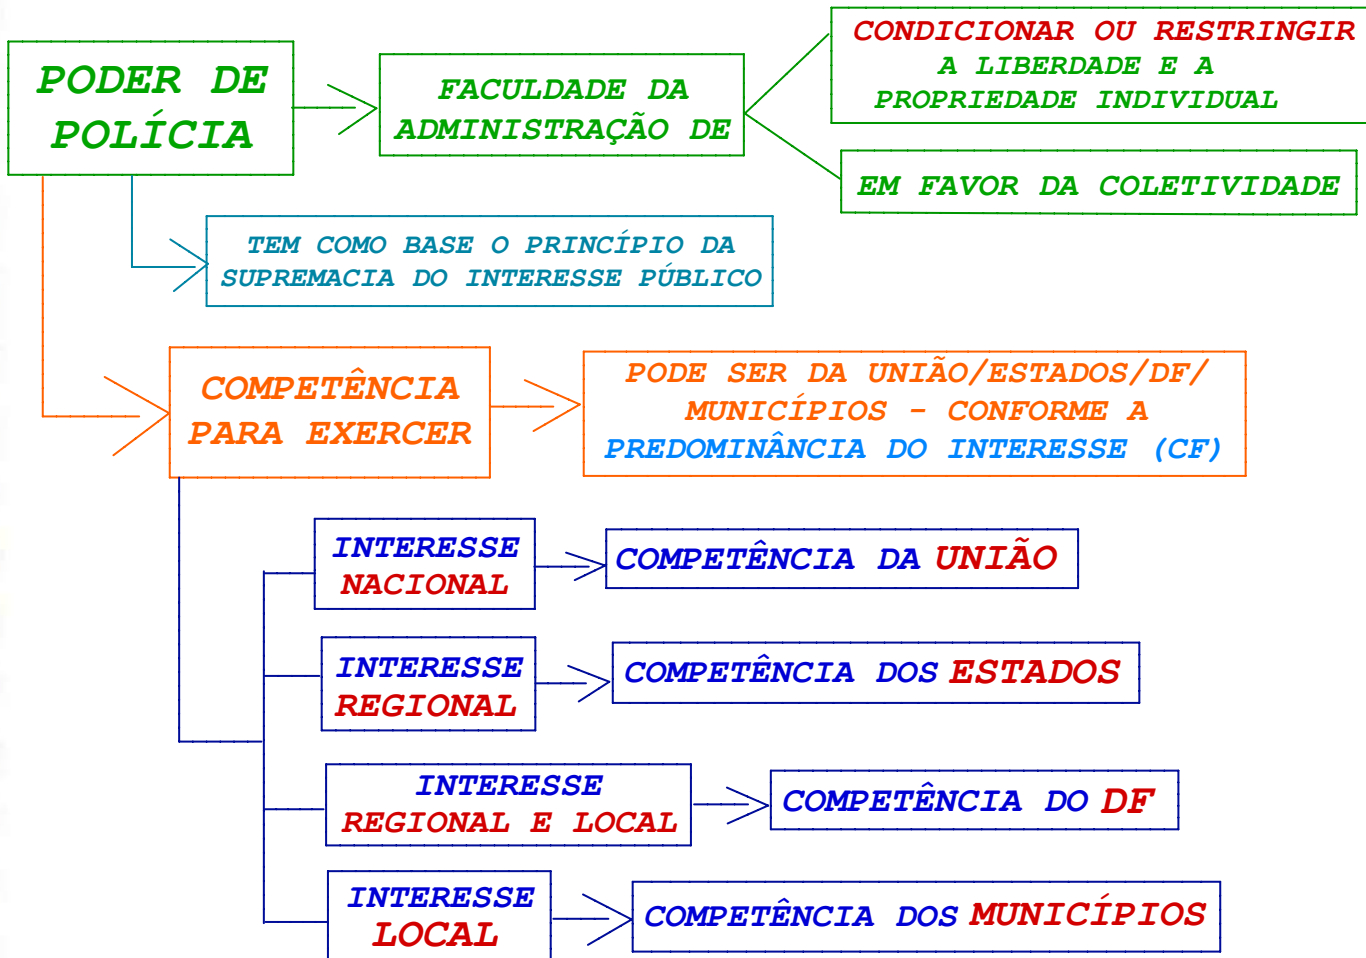 PODER DE
POLÍCIA
FACULDADE DA
ADMINISTRAÇÃO DE
CONDICIONAR OU RESTRINGIR
A LIBERDADE E A
PROPRIEDADE INDIVIDUAL
EM FAVOR DA COLETIVIDADE
TEM COMO BASE O PRINCÍPIO DA
SUPREMACIA DO INTERESSE PÚBLICO
COMPETÊNCIA
PARA EXERCER
PODE SER DA UNIÃO/ESTADOS/DF/
MUNICÍPIOS - CONFORME A
PREDOMINÂNCIA DO INTERESSE (CF)
INTERESSE
NACIONAL
COMPETÊNCIA DA UNIÃO
INTERESSE
REGIONAL
COMPETÊNCIA DOS ESTADOS
INTERESSE
REGIONAL E LOCAL
COMPETÊNCIA DO DF
INTERESSE
LOCAL
COMPETÊNCIA DOS MUNICÍPIOS